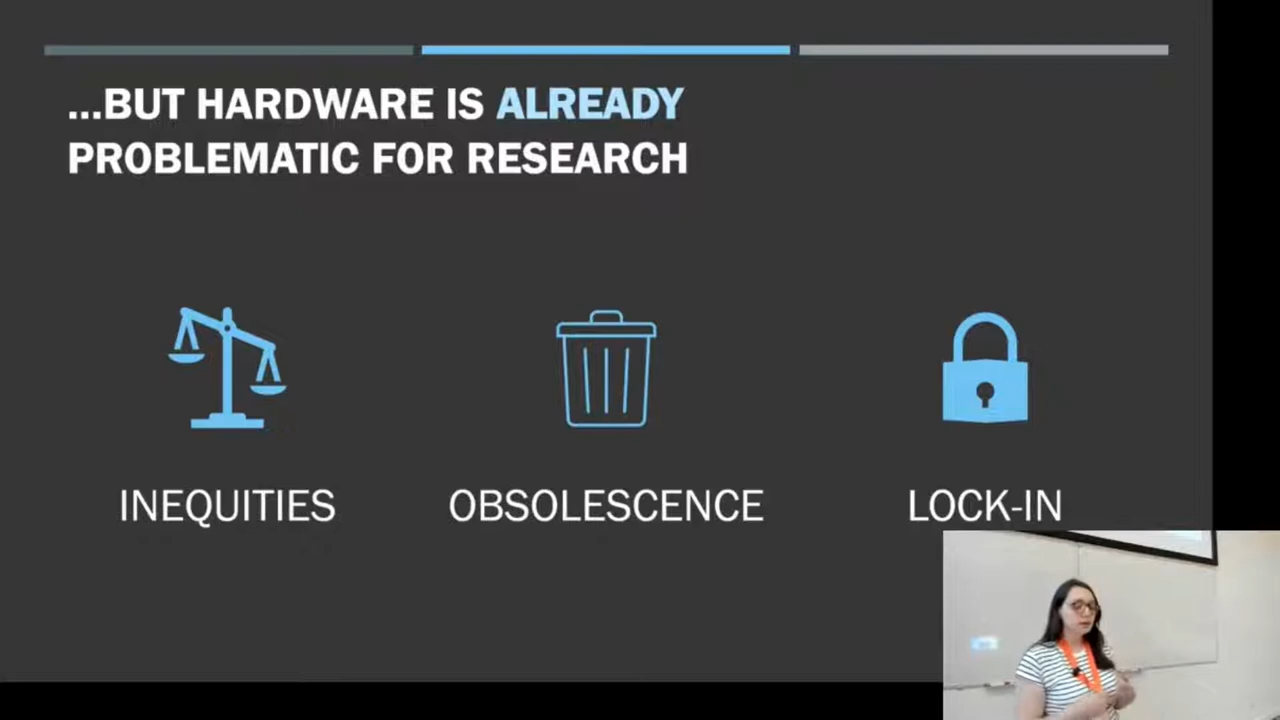 ...BUT HARDWARE IS ALREADY
PROBLEMATIC FOR RESEARCH
INEQUITIES
OBSOLESCENCE
LOCK-IN